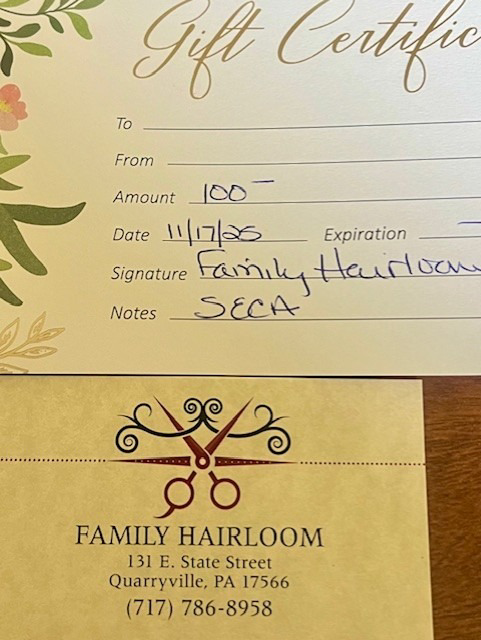 Gift Certific
To
From
Amount 100
Date 11/17/25 Expiration
Signature Family Hairloom
Notes SECA
FAMILY HAIRLOOM
131 E. State Street
Quarryville, PA 17566
(717) 786-8958